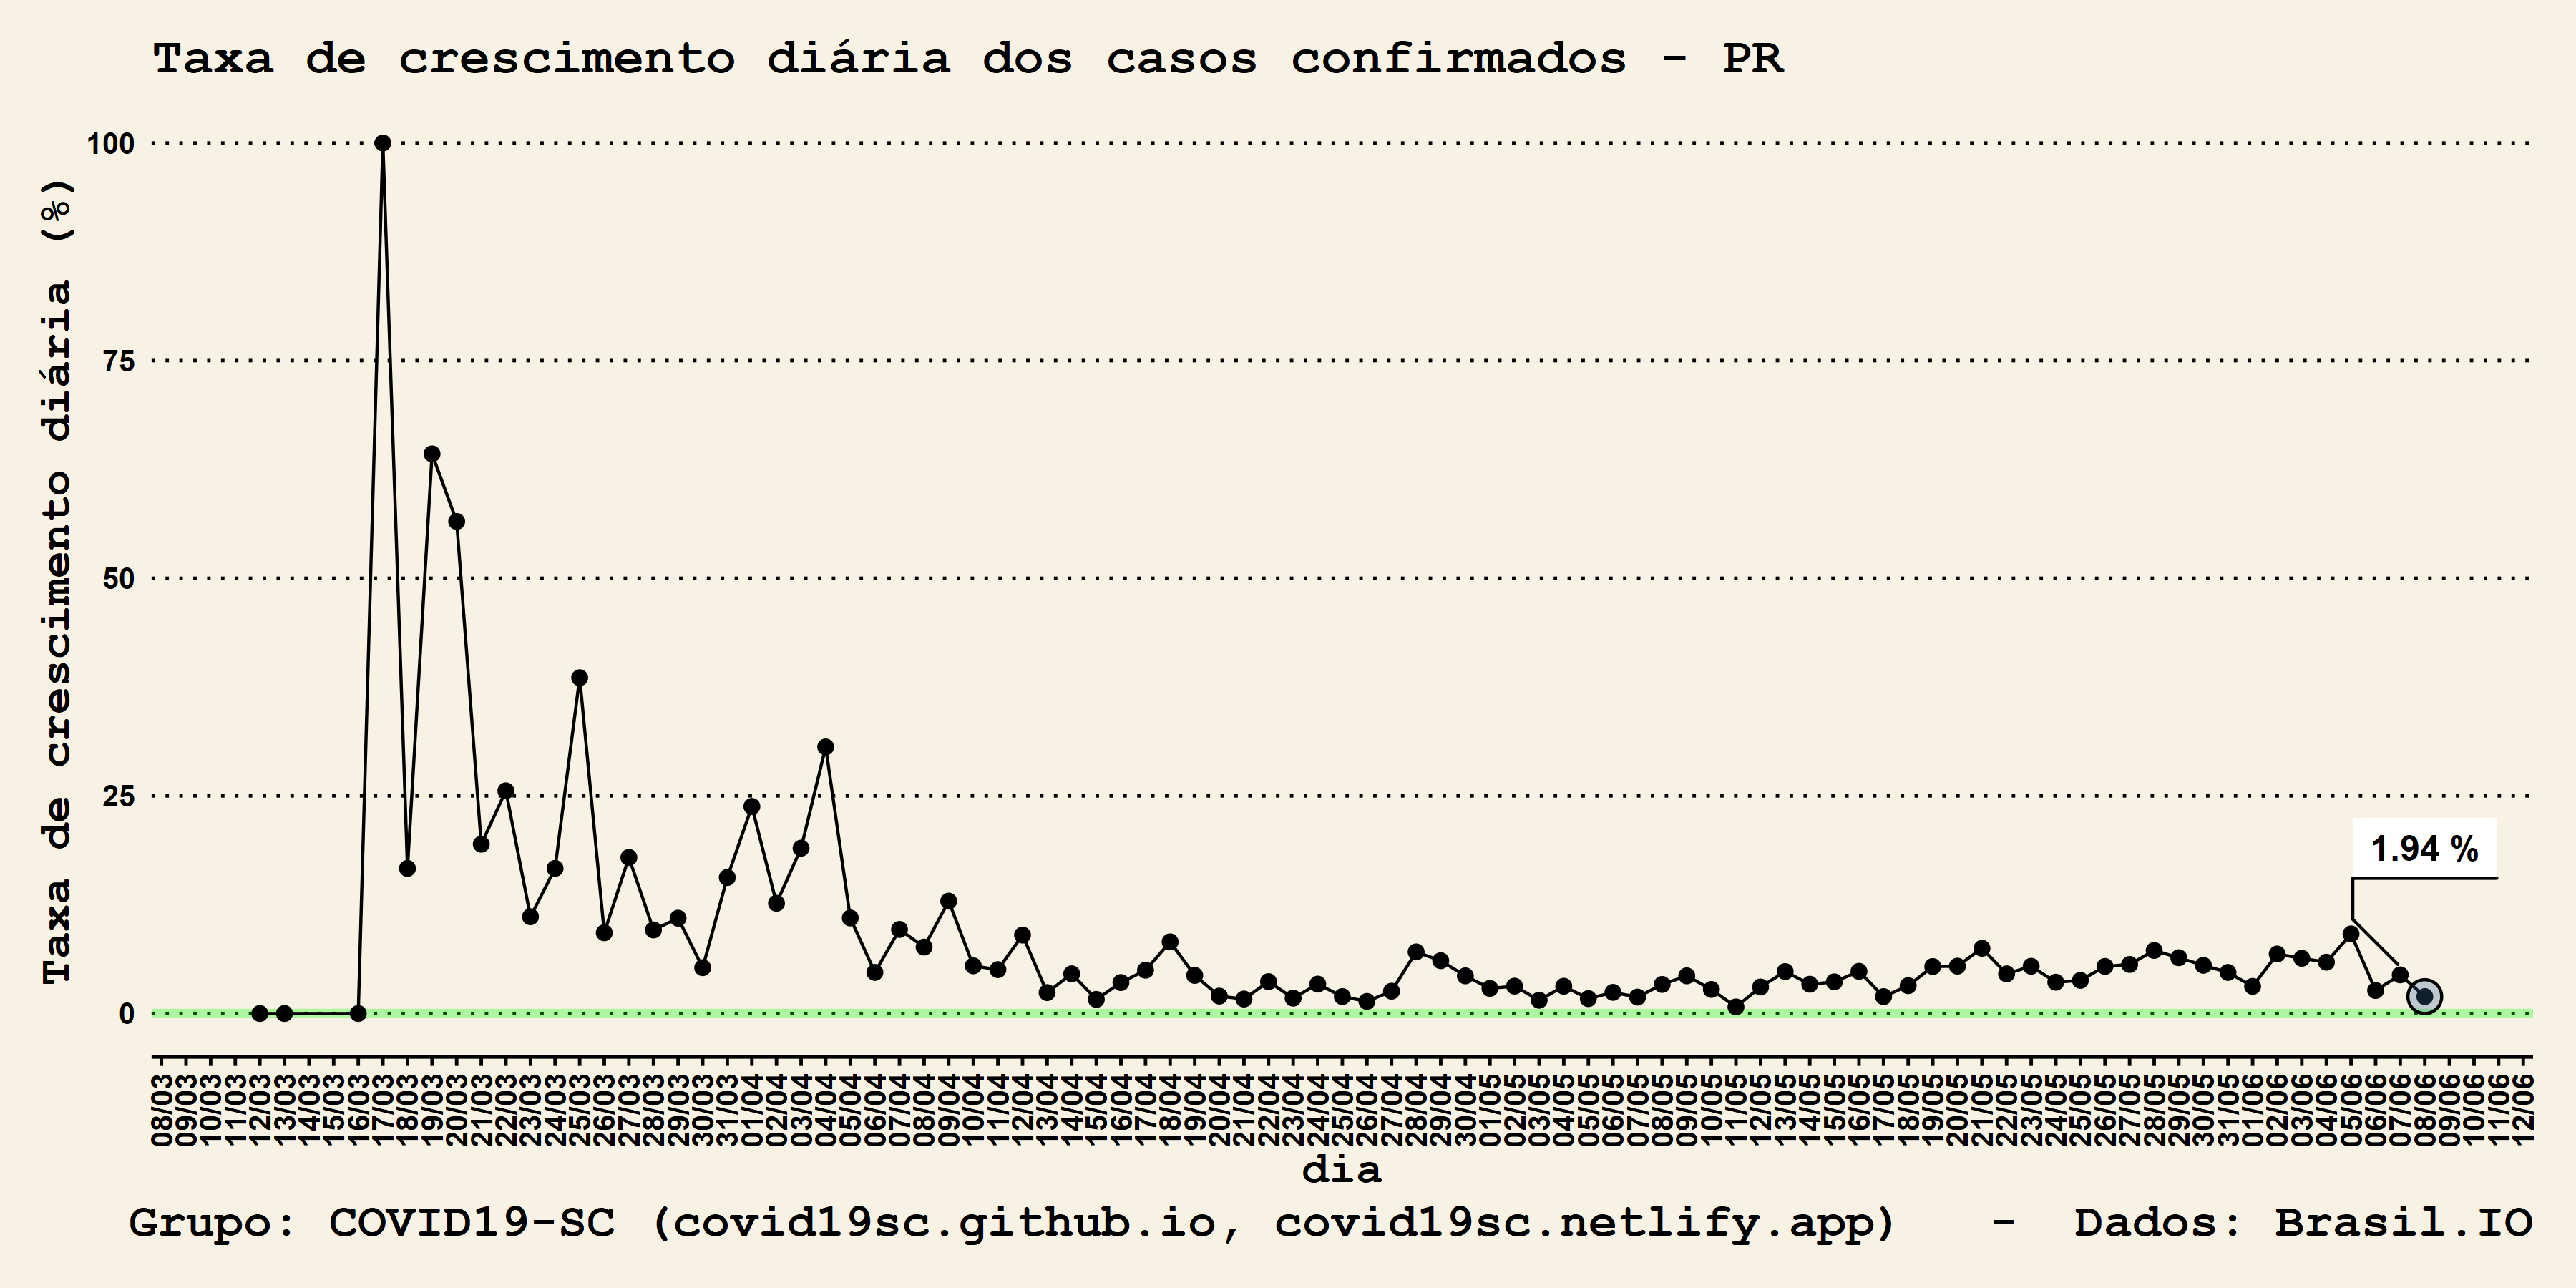 Taxa de crescimento diária dos casos confirmados - PR
Taxa de crescimento diária (%)
100
75
50
25
0
1.94 %
08/03 09/03 10/03 11/03 12/03 13/03 14/03 15/03 16/03 17/03 18/03 19/03 20/03 21/03 22/03 23/03 24/03 25/03 26/03 27/03 28/03 29/03 30/03 31/03 01/04 02/04 03/04 04/04 05/04 06/04 07/04 08/04 09/04 10/04 11/04 12/04 13/04 14/04 15/04 16/04 17/04 18/04 19/04 20/04 21/04 22/04 23/04 24/04 25/04 26/04 27/04 28/04 29/04 30/04 01/05 02/05 03/05 04/05 05/05 06/05 07/05 08/05 09/05 10/05 11/05 12/05 13/05 14/05 15/05 16/05 17/05 18/05 19/05 20/05 21/05 22/05 23/05 24/05 25/05 26/05 27/05 28/05 29/05 30/05 31/05 01/06 02/06 03/06 04/06 05/06 06/06 07/06 08/06 09/06 10/06 11/06 12/06
dia
Grupo: COVID19-SC (covid19sc.github.io, covid19sc.netlify.app) - Dados: Brasil.IO